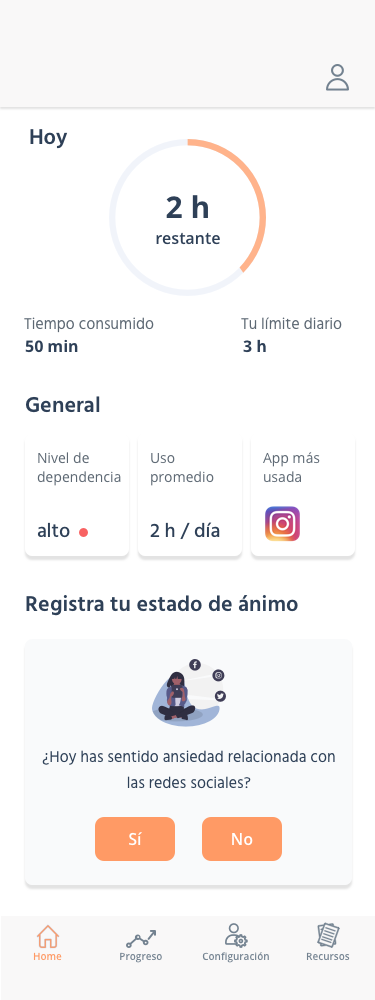 Hoy
2 h
restante
Tiempo consumido
50 min
Tu límite diario
3 h
General
Nivel de
dependencia
alto
Uso
promedio
2 h / día
App más
usada
Registra tu estado de ánimo
¿Hoy has sentido ansiedad relacionada con
las redes sociales?
Sí
No
Home
Progreso
Configuración
Recursos